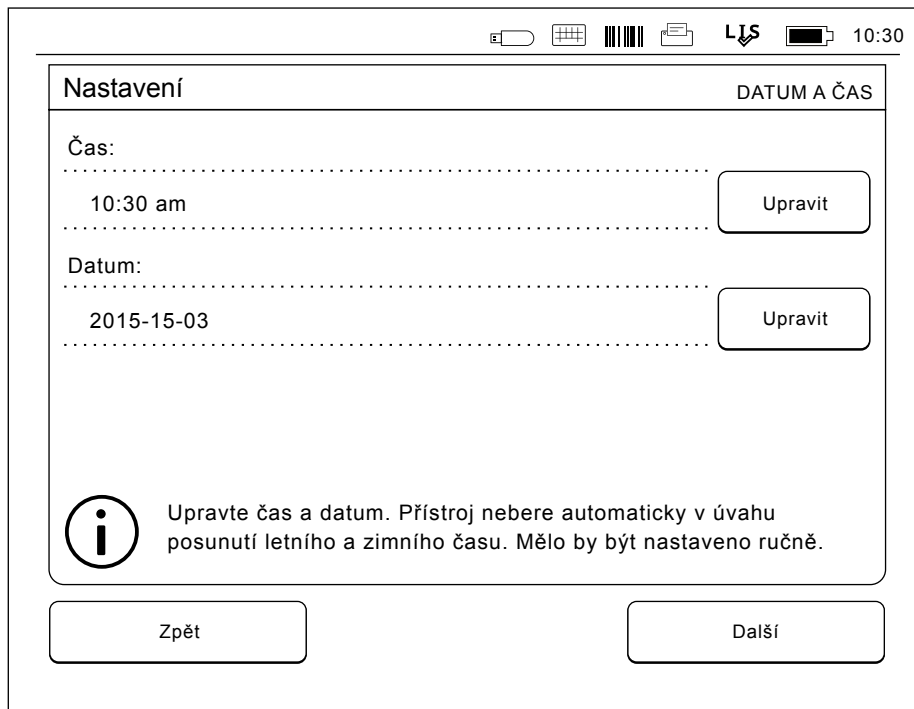 LIS 10:30
Nastavení DATUM A ČAS
Čas:
10:30 am Upravit
Datum:
2015-15-03 Upravit
Upravte čas a datum. Přístroj nebere automaticky v úvahu
posunutí letního a zimního času. Mělo by být nastaveno ručně.
Zpět Další